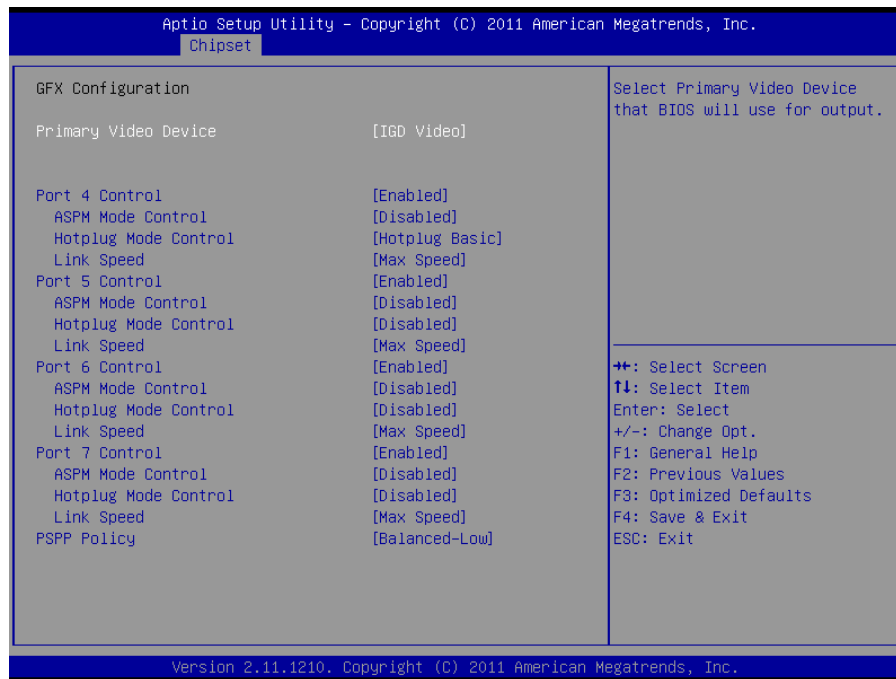 Aptio Setup Utility – Copyright (C) 2011 American Megatrends, Inc.
Chipset
GFX Configuration
Primary Video Device [IGD Video]
Port 4 Control [Enabled]
ASPM Mode Control [Disabled]
Hotplug Mode Control [Hotplug Basic]
Link Speed [Max Speed]
Port 5 Control [Enabled]
ASPM Mode Control [Disabled]
Hotplug Mode Control [Disabled]
Link Speed [Max Speed]
Port 6 Control [Enabled]
ASPM Mode Control [Disabled]
Hotplug Mode Control [Disabled]
Link Speed [Max Speed]
Port 7 Control [Enabled]
ASPM Mode Control [Disabled]
Hotplug Mode Control [Disabled]
Link Speed [Max Speed]
PSPP Policy [Balanced-Low]
Select Primary Video Device
that BIOS will use for output.
→←: Select Screen
↑↓: Select Item
Enter: Select
+/-: Change Opt.
F1: General Help
F2: Previous Values
F3: Optimized Defaults
F4: Save & Exit
ESC: Exit
Version 2.11.1210. Copyright (C) 2011 American Megatrends, Inc.